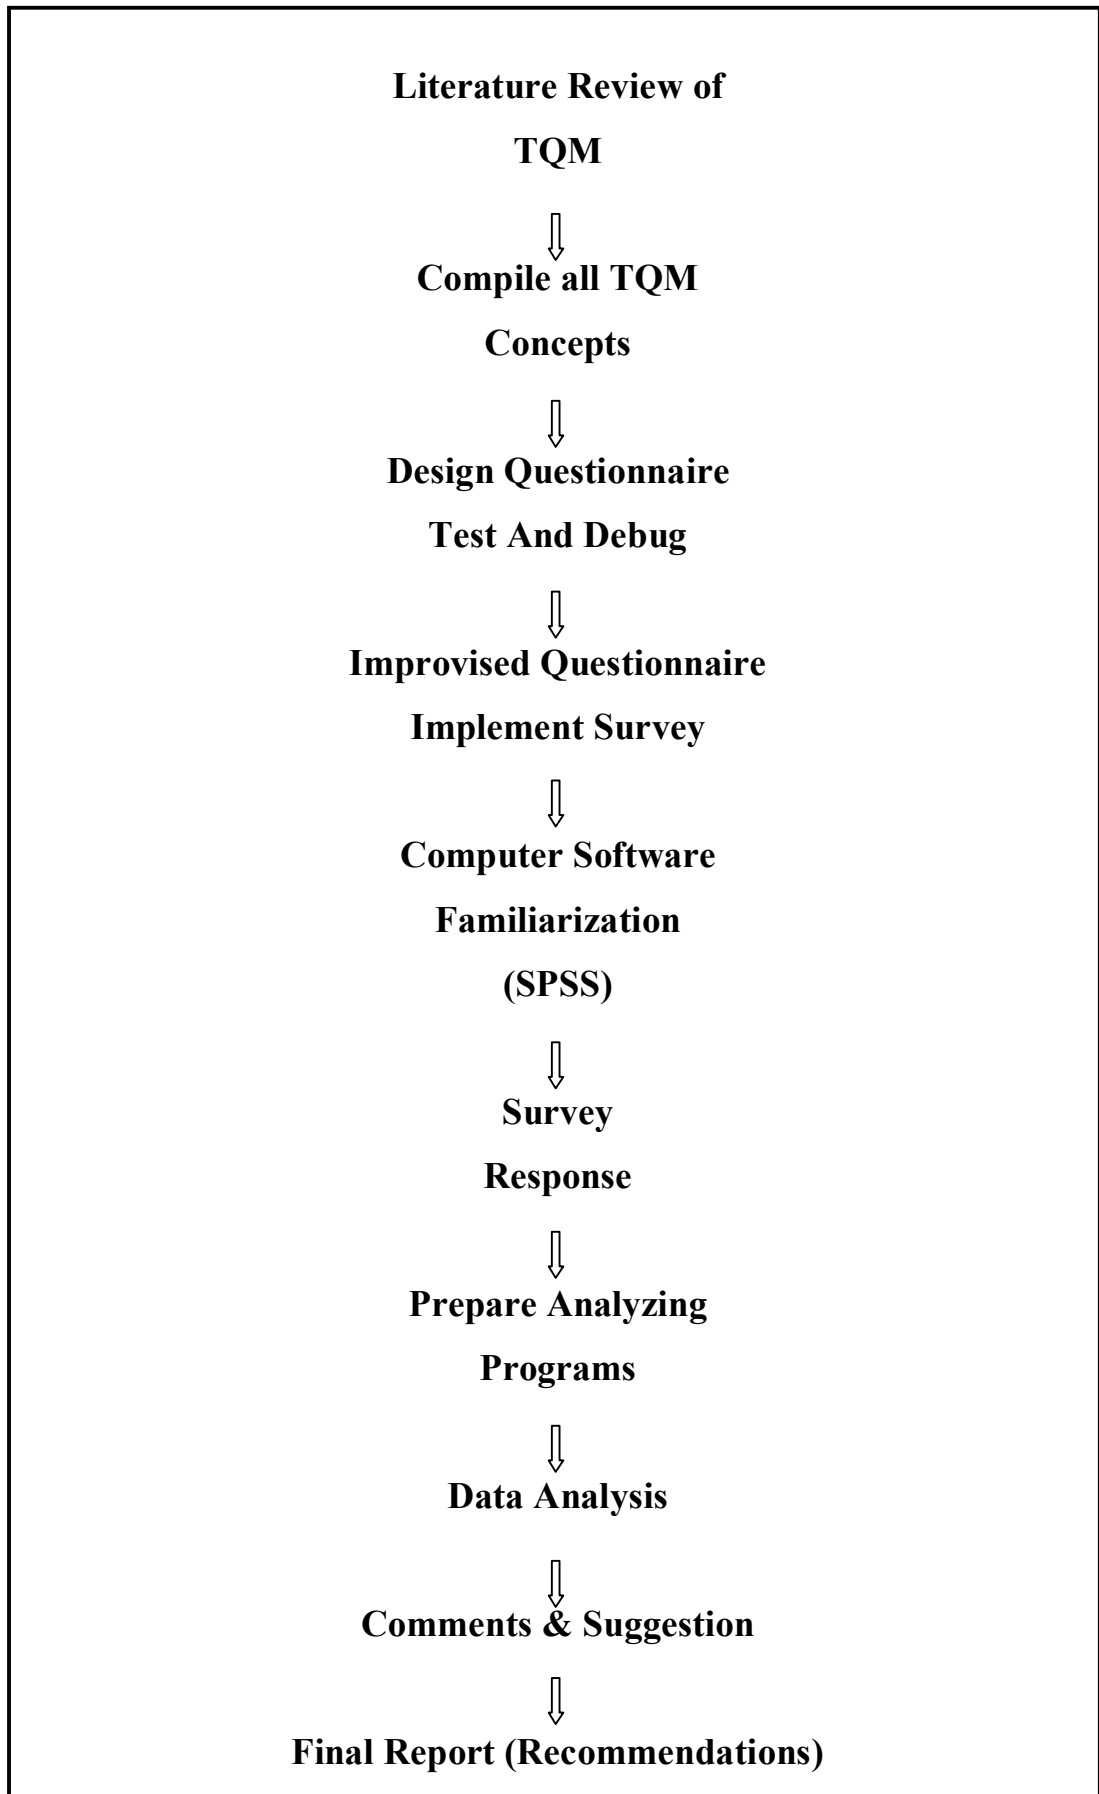 Literature Review of
TQM
Compile all TQM
Concepts
Design Questionnaire
Test And Debug
Improvised Questionnaire
Implement Survey
Computer Software
Familiarization
(SPSS)
Survey
Response
Prepare Analyzing
Programs
Data Analysis
Comments & Suggestion
Final Report (Recommendations)